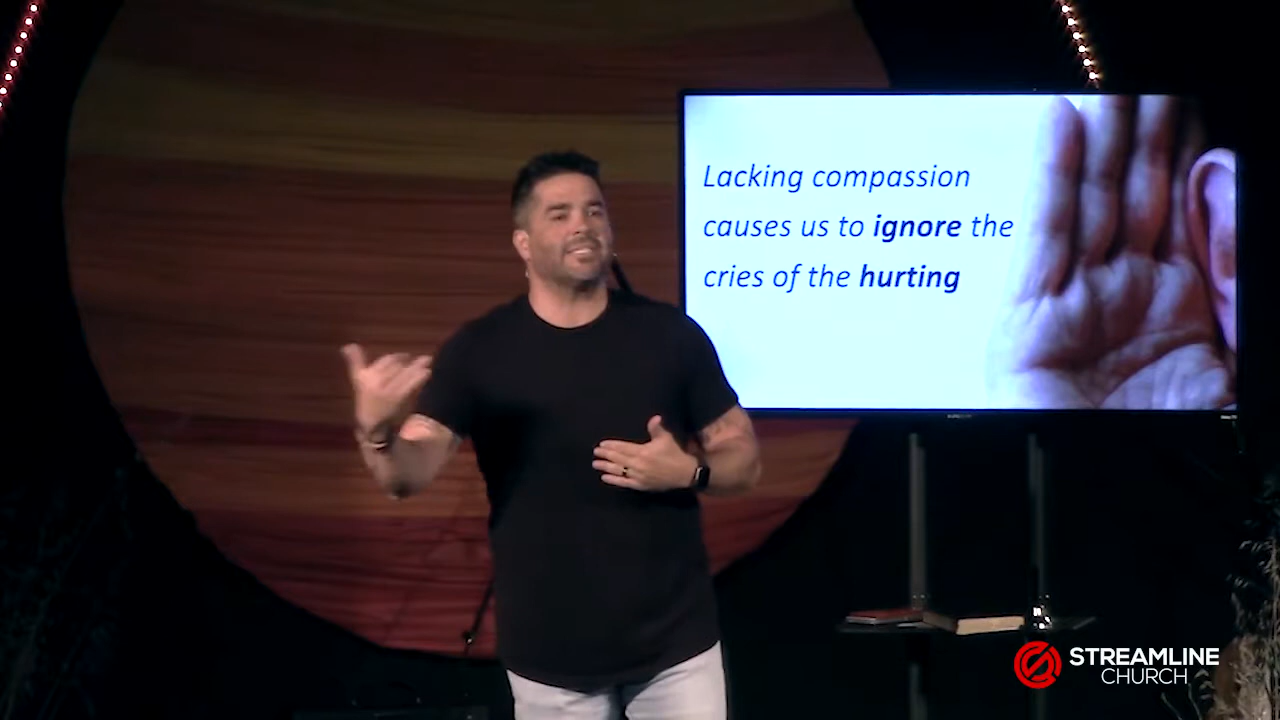 Lacking compassion
causes us to ignore the
cries of the hurting
STREAMLINE
CHURCH